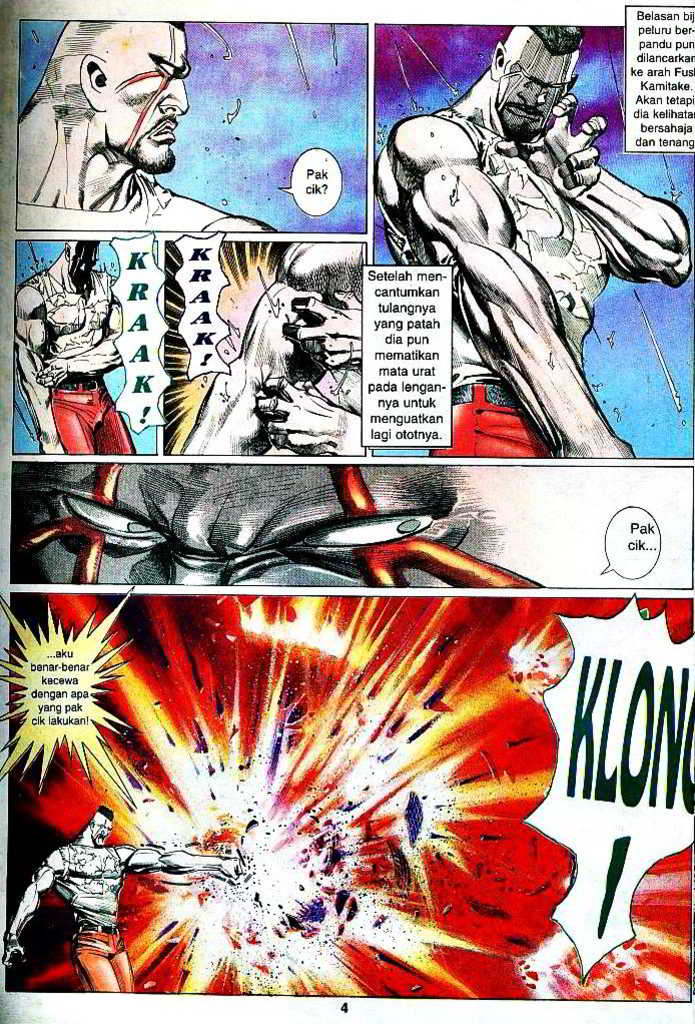 Pak
cik?
Belasan bi
peluru ber-
pandu pun
dilancarkan
ke arah Fus
Kamitake.
Akan tetapi
dia kelihatan
bersahaja
dan tenang
KRAAK!
KRAAK!
Setelah men-
cantumkan
tulangnya
yang patah
dia pun
mematikan
mata urat
pada lengan-
nya untuk
menguatkan
lagi ototnya.
Pak
cik...
...aku
benar-benar
kecewa
dengan apa
yang pak
cik lakukan!
KLONG
!
4